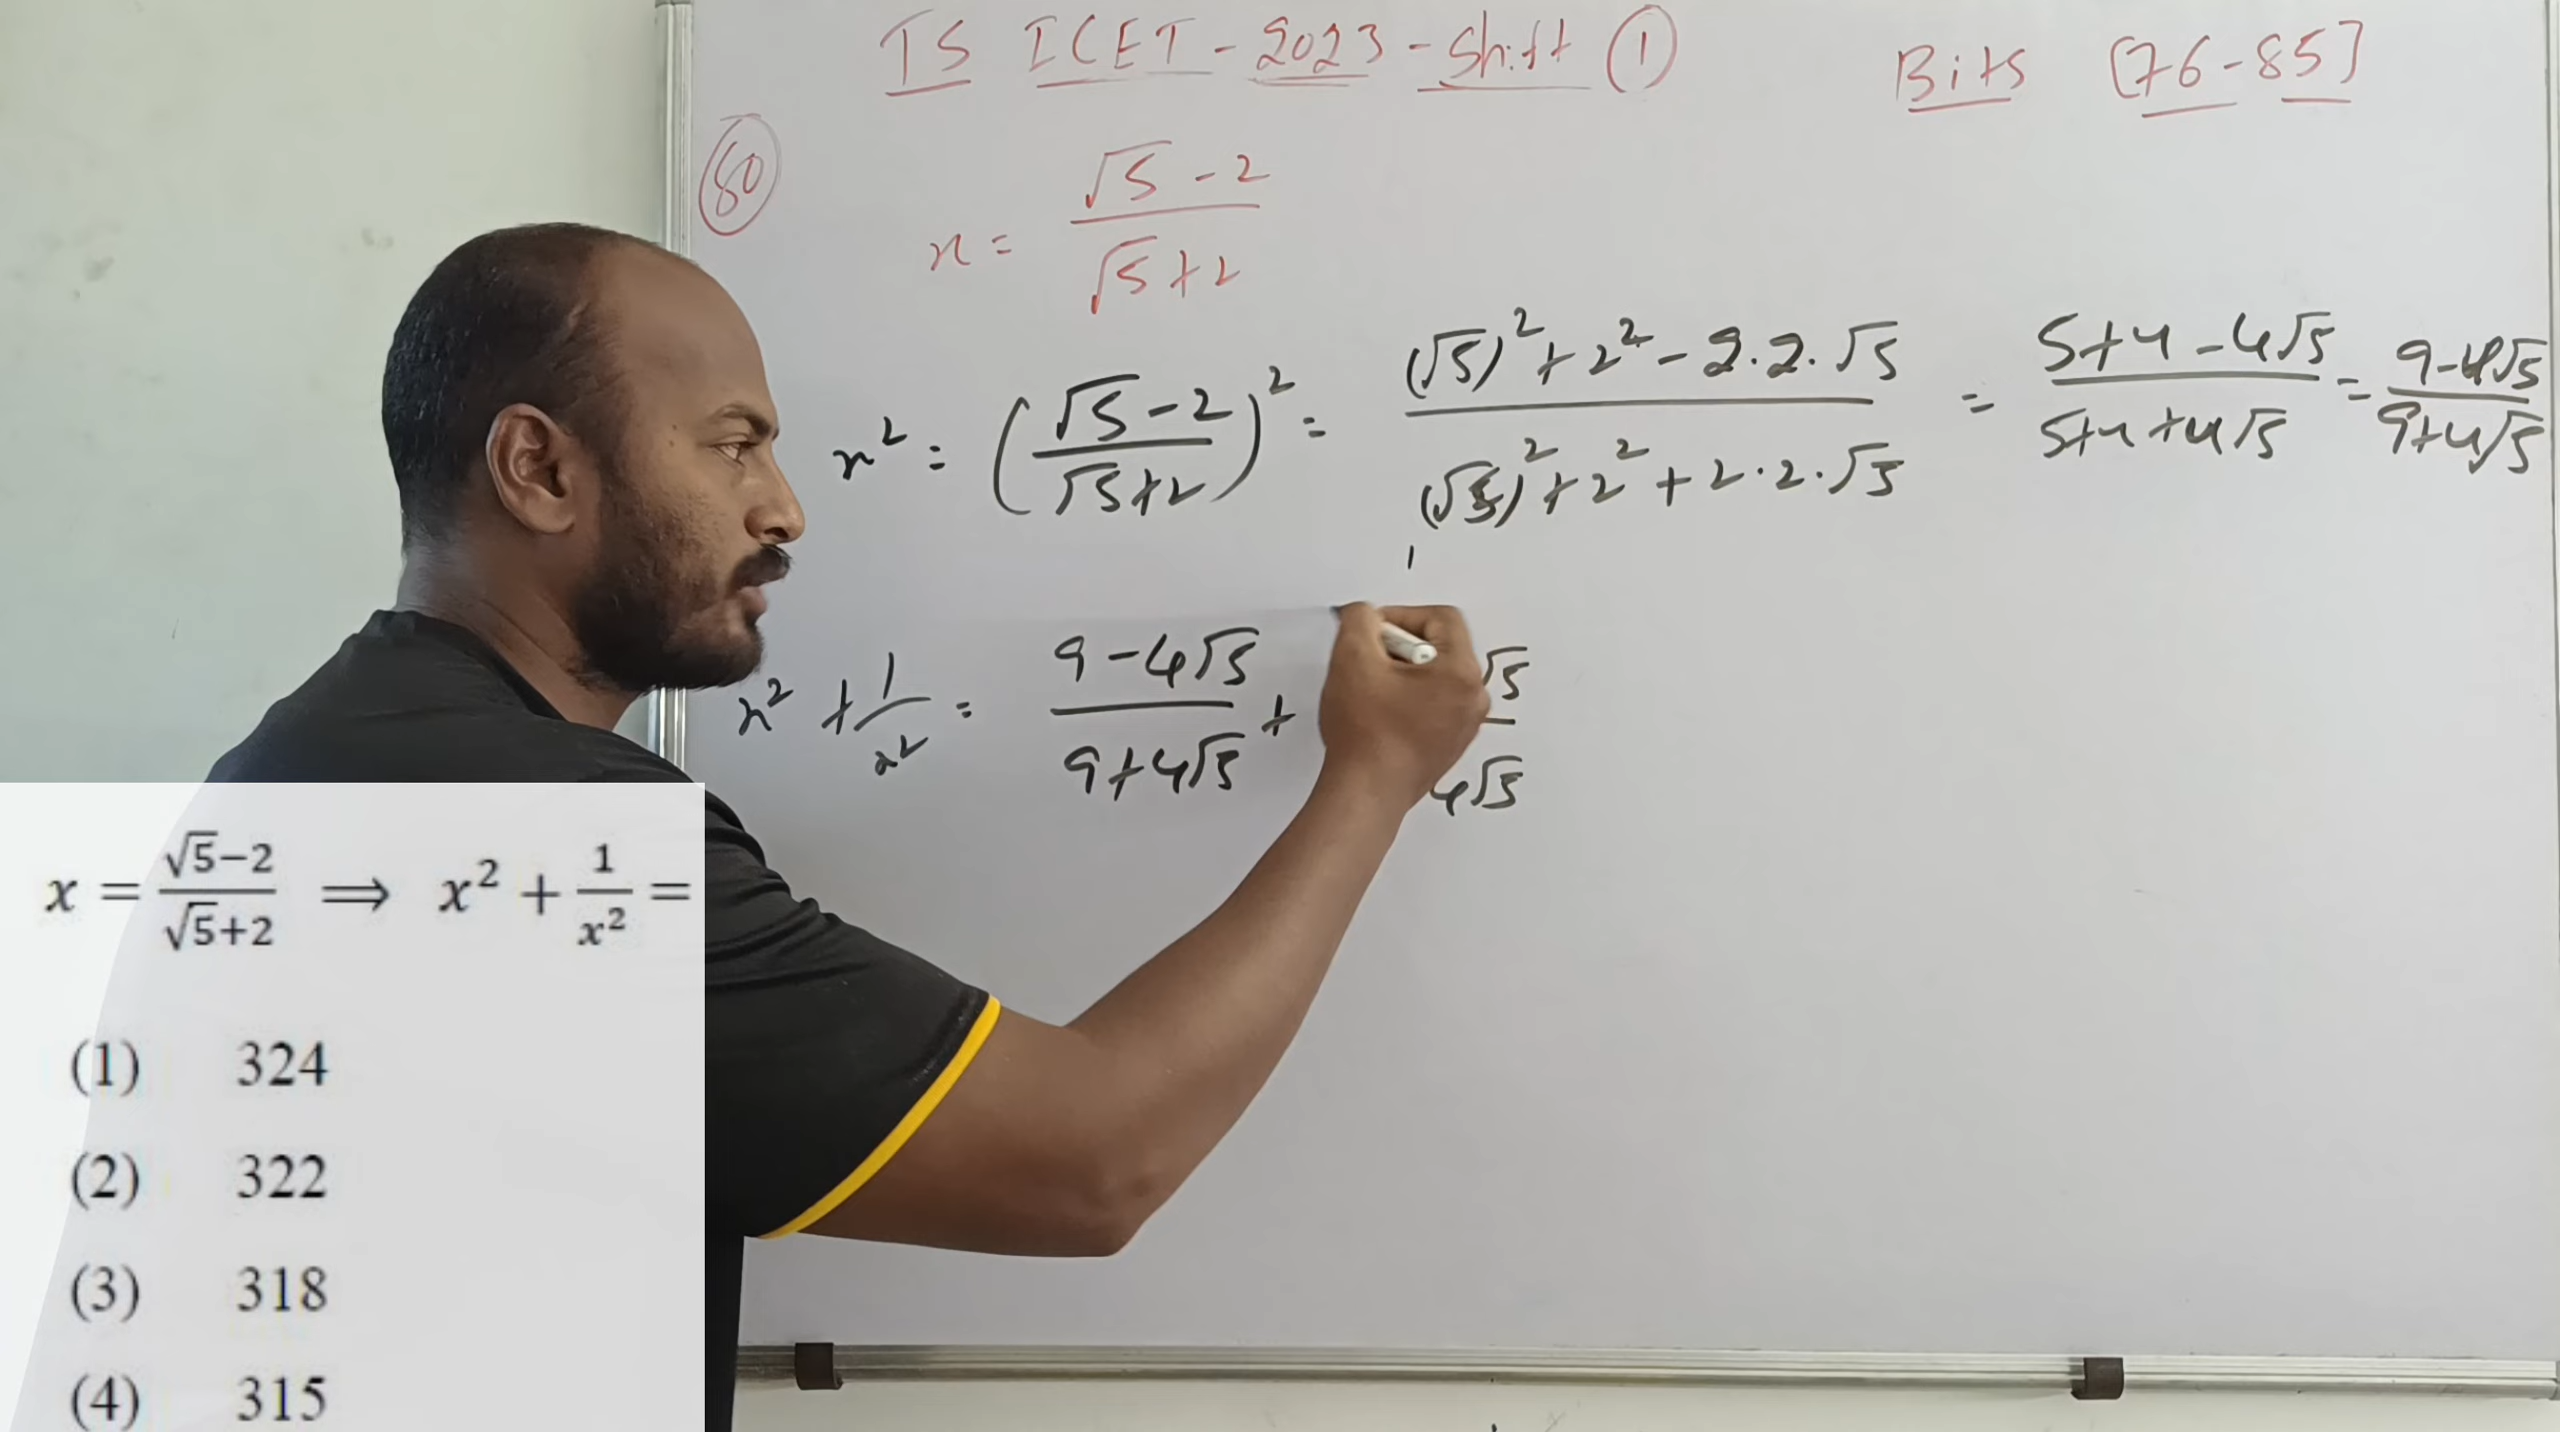 TS ICET - 2023 - Shift ① Bits [76-85]
80
x = (√5 - 2)/(√5 + 2)
x² = ((√5 - 2)/(√5 + 2))² = ((√5)² + 2² - 2·2·√5)/((√5)² + 2² + 2·2·√5) = (5+4 - 4√5)/(5+4+4√5) = (9-4√5)/(9+4√5)
x² + 1/x² = (9 - 4√5)/(9 + 4√5) + √5/4√5
x = (√5-2)/(√5+2) ⟹ x² + 1/x² =
(1) 324
(2) 322
(3) 318
(4) 315